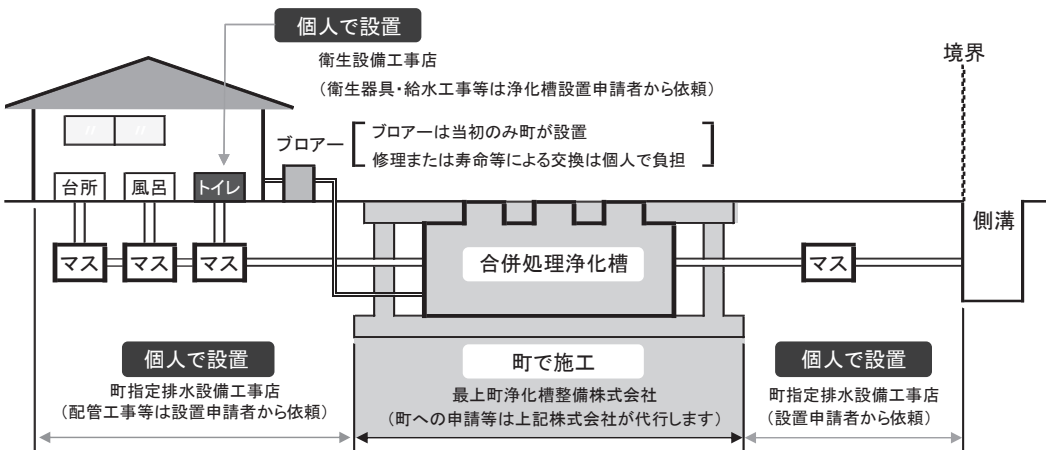 個人で設置
衛生設備工事店
（衛生器具・給水工事等は浄化槽設置申請者から依頼）
境界
ブロアー
ブロアーは当初のみ町が設置
修理または寿命等による交換は個人で負担
台所
風呂
トイレ
側溝
マス
マス
マス
合併処理浄化槽
マス
個人で設置
町指定排水設備工事店
（配管工事等は設置申請者から依頼）
町で施工
最上町浄化槽整備株式会社
（町への申請等は上記株式会社が代行します）
個人で設置
町指定排水設備工事店
（設置申請者から依頼）